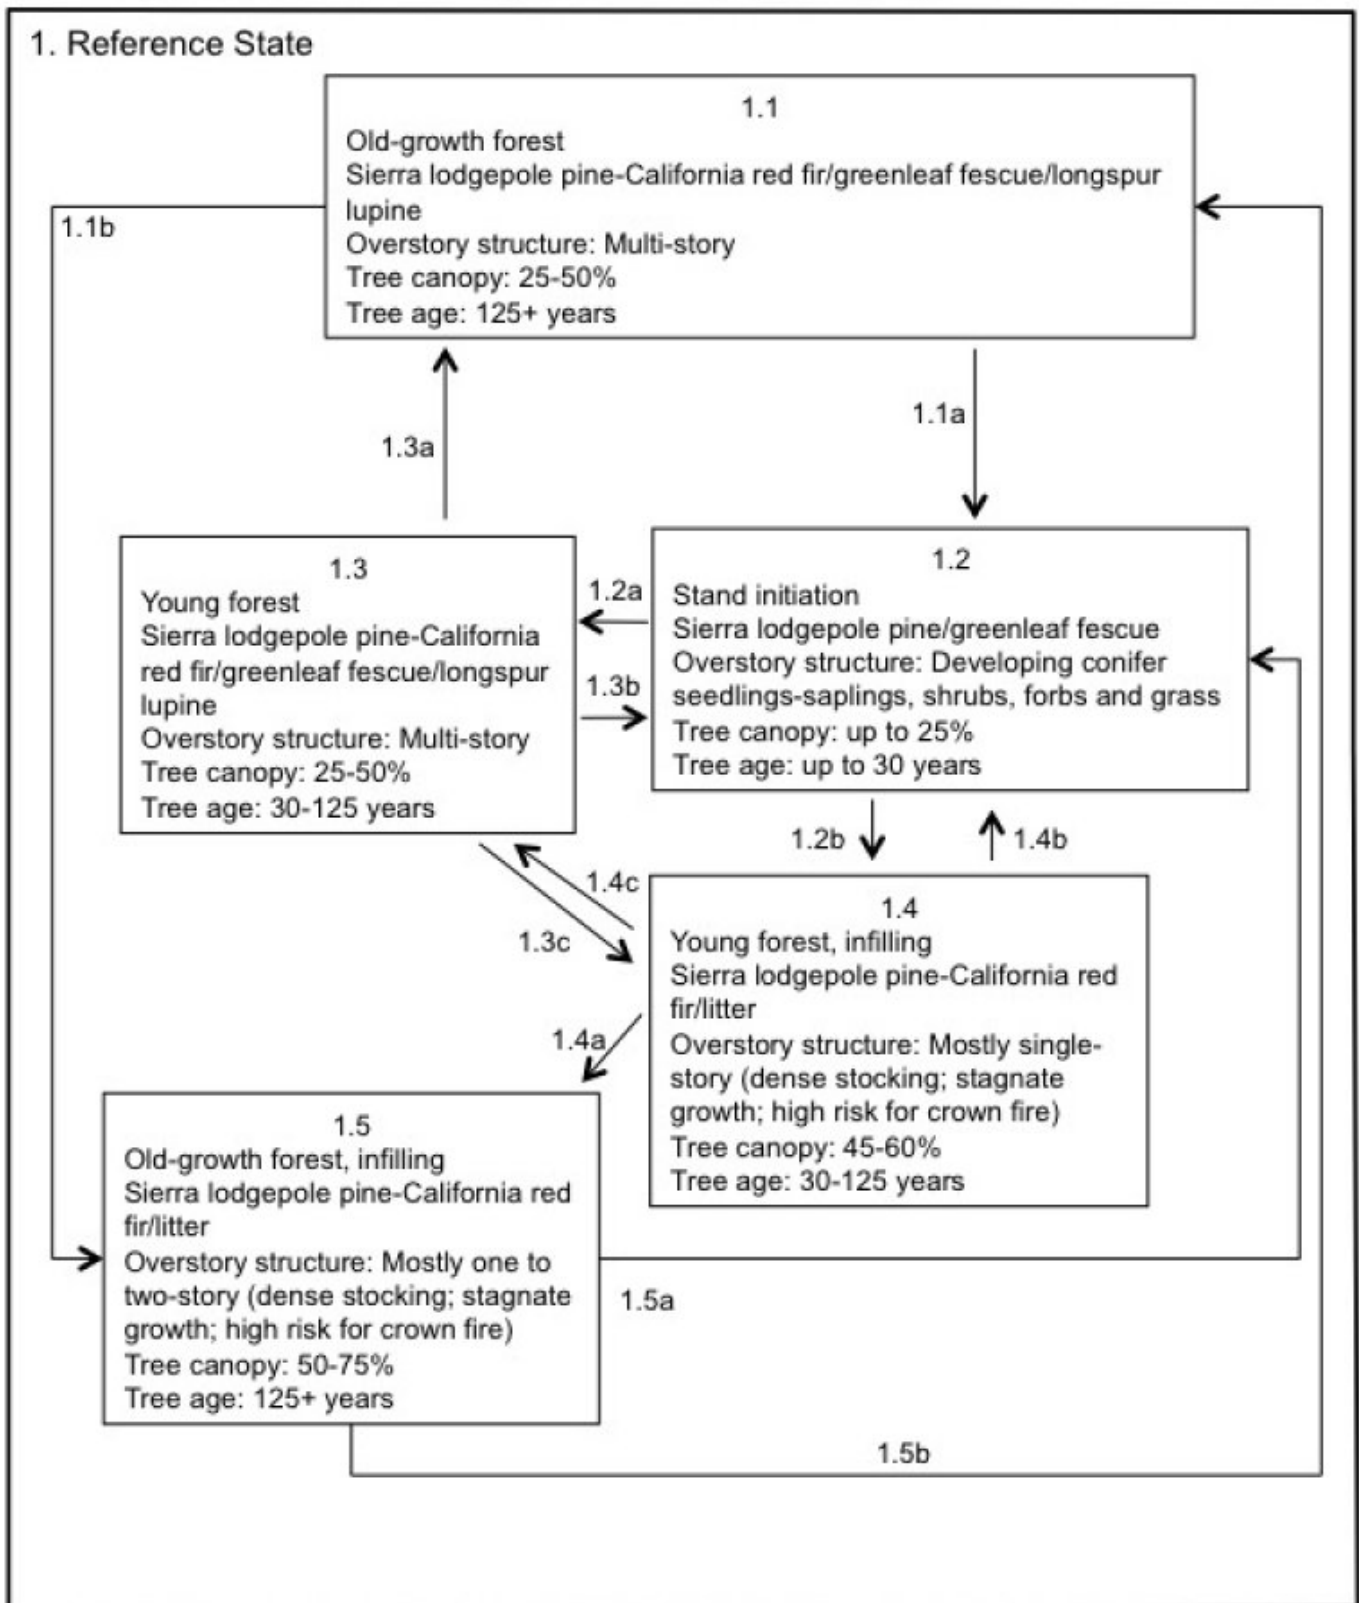 1. Reference State
1.1
Old-growth forest
Sierra lodgepole pine-California red fir/greenleaf fescue/longspur
lupine
Overstory structure: Multi-story
Tree canopy: 25-50%
Tree age: 125+ years
1.1b
1.1a
1.3a
1.3
Young forest
Sierra lodgepole pine-California
red fir/greenleaf fescue/longspur
lupine
Overstory structure: Multi-story
Tree canopy: 25-50%
Tree age: 30-125 years
1.2a
1.3b
1.2
Stand initiation
Sierra lodgepole pine/greenleaf fescue
Overstory structure: Developing conifer
seedlings-saplings, shrubs, forbs and grass
Tree canopy: up to 25%
Tree age: up to 30 years
1.2b
1.4b
1.4c
1.3c
1.4
Young forest, infilling
Sierra lodgepole pine-California red
fir/litter
Overstory structure: Mostly single-
story (dense stocking; stagnate
growth; high risk for crown fire)
Tree canopy: 45-60%
Tree age: 30-125 years
1.4a
1.5
Old-growth forest, infilling
Sierra lodgepole pine-California red
fir/litter
Overstory structure: Mostly one to
two-story (dense stocking; stagnate
growth; high risk for crown fire)
Tree canopy: 50-75%
Tree age: 125+ years
1.5a
1.5b